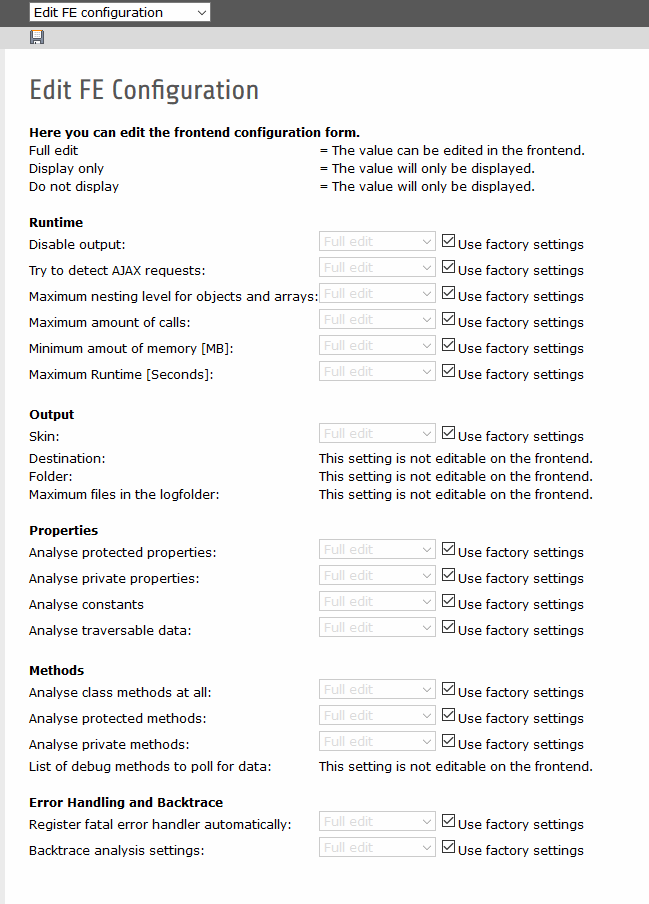 Edit FE configuration
Edit FE Configuration
Here you can edit the frontend configuration form.
Full edit = The value can be edited in the frontend.
Display only = The value will only be displayed.
Do not display = The value will only be displayed.
Runtime
Disable output: Full edit Use factory settings
Try to detect AJAX requests: Full edit Use factory settings
Maximum nesting level for objects and arrays: Full edit Use factory settings
Maximum amount of calls: Full edit Use factory settings
Minimum amout of memory [MB]: Full edit Use factory settings
Maximum Runtime [Seconds]: Full edit Use factory settings
Output
Skin: Full edit Use factory settings
Destination: This setting is not editable on the frontend.
Folder: This setting is not editable on the frontend.
Maximum files in the logfolder: This setting is not editable on the frontend.
Properties
Analyse protected properties: Full edit Use factory settings
Analyse private properties: Full edit Use factory settings
Analyse constants Full edit Use factory settings
Analyse traversable data: Full edit Use factory settings
Methods
Analyse class methods at all: Full edit Use factory settings
Analyse protected methods: Full edit Use factory settings
Analyse private methods: Full edit Use factory settings
List of debug methods to poll for data: This setting is not editable on the frontend.
Error Handling and Backtrace
Register fatal error handler automatically: Full edit Use factory settings
Backtrace analysis settings: Full edit Use factory settings